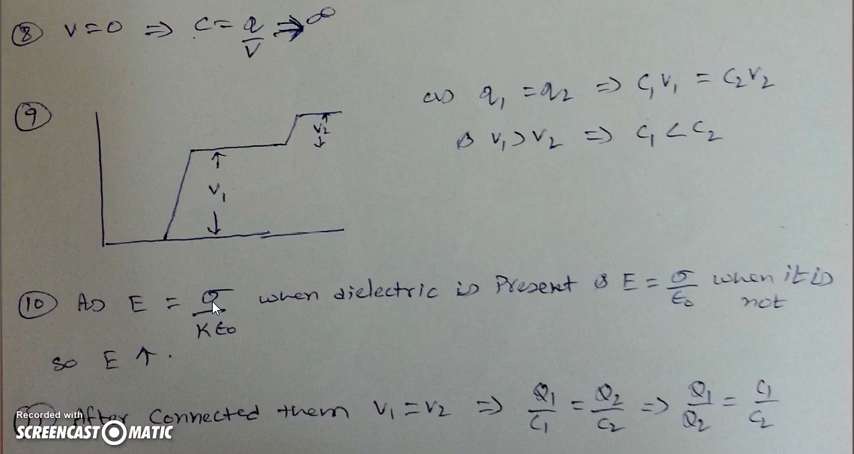 ⑧ V=0 ⇒ C = q/V ⇒ ∞
⑨
V₁
V₂
as q₁ = q₂ ⇒ C₁V₁ = C₂V₂
& V₁ > V₂ ⇒ C₁ < C₂
⑩ As E = σ/Kε₀ when dielectric is Present & E = σ/ε₀ when it is not
so E ↑.
After connected them V₁ = V₂ ⇒ Q₁/C₁ = Q₂/C₂ ⇒ Q₁/Q₂ = C₁/C₂
Recorded with
SCREENCAST O MATIC